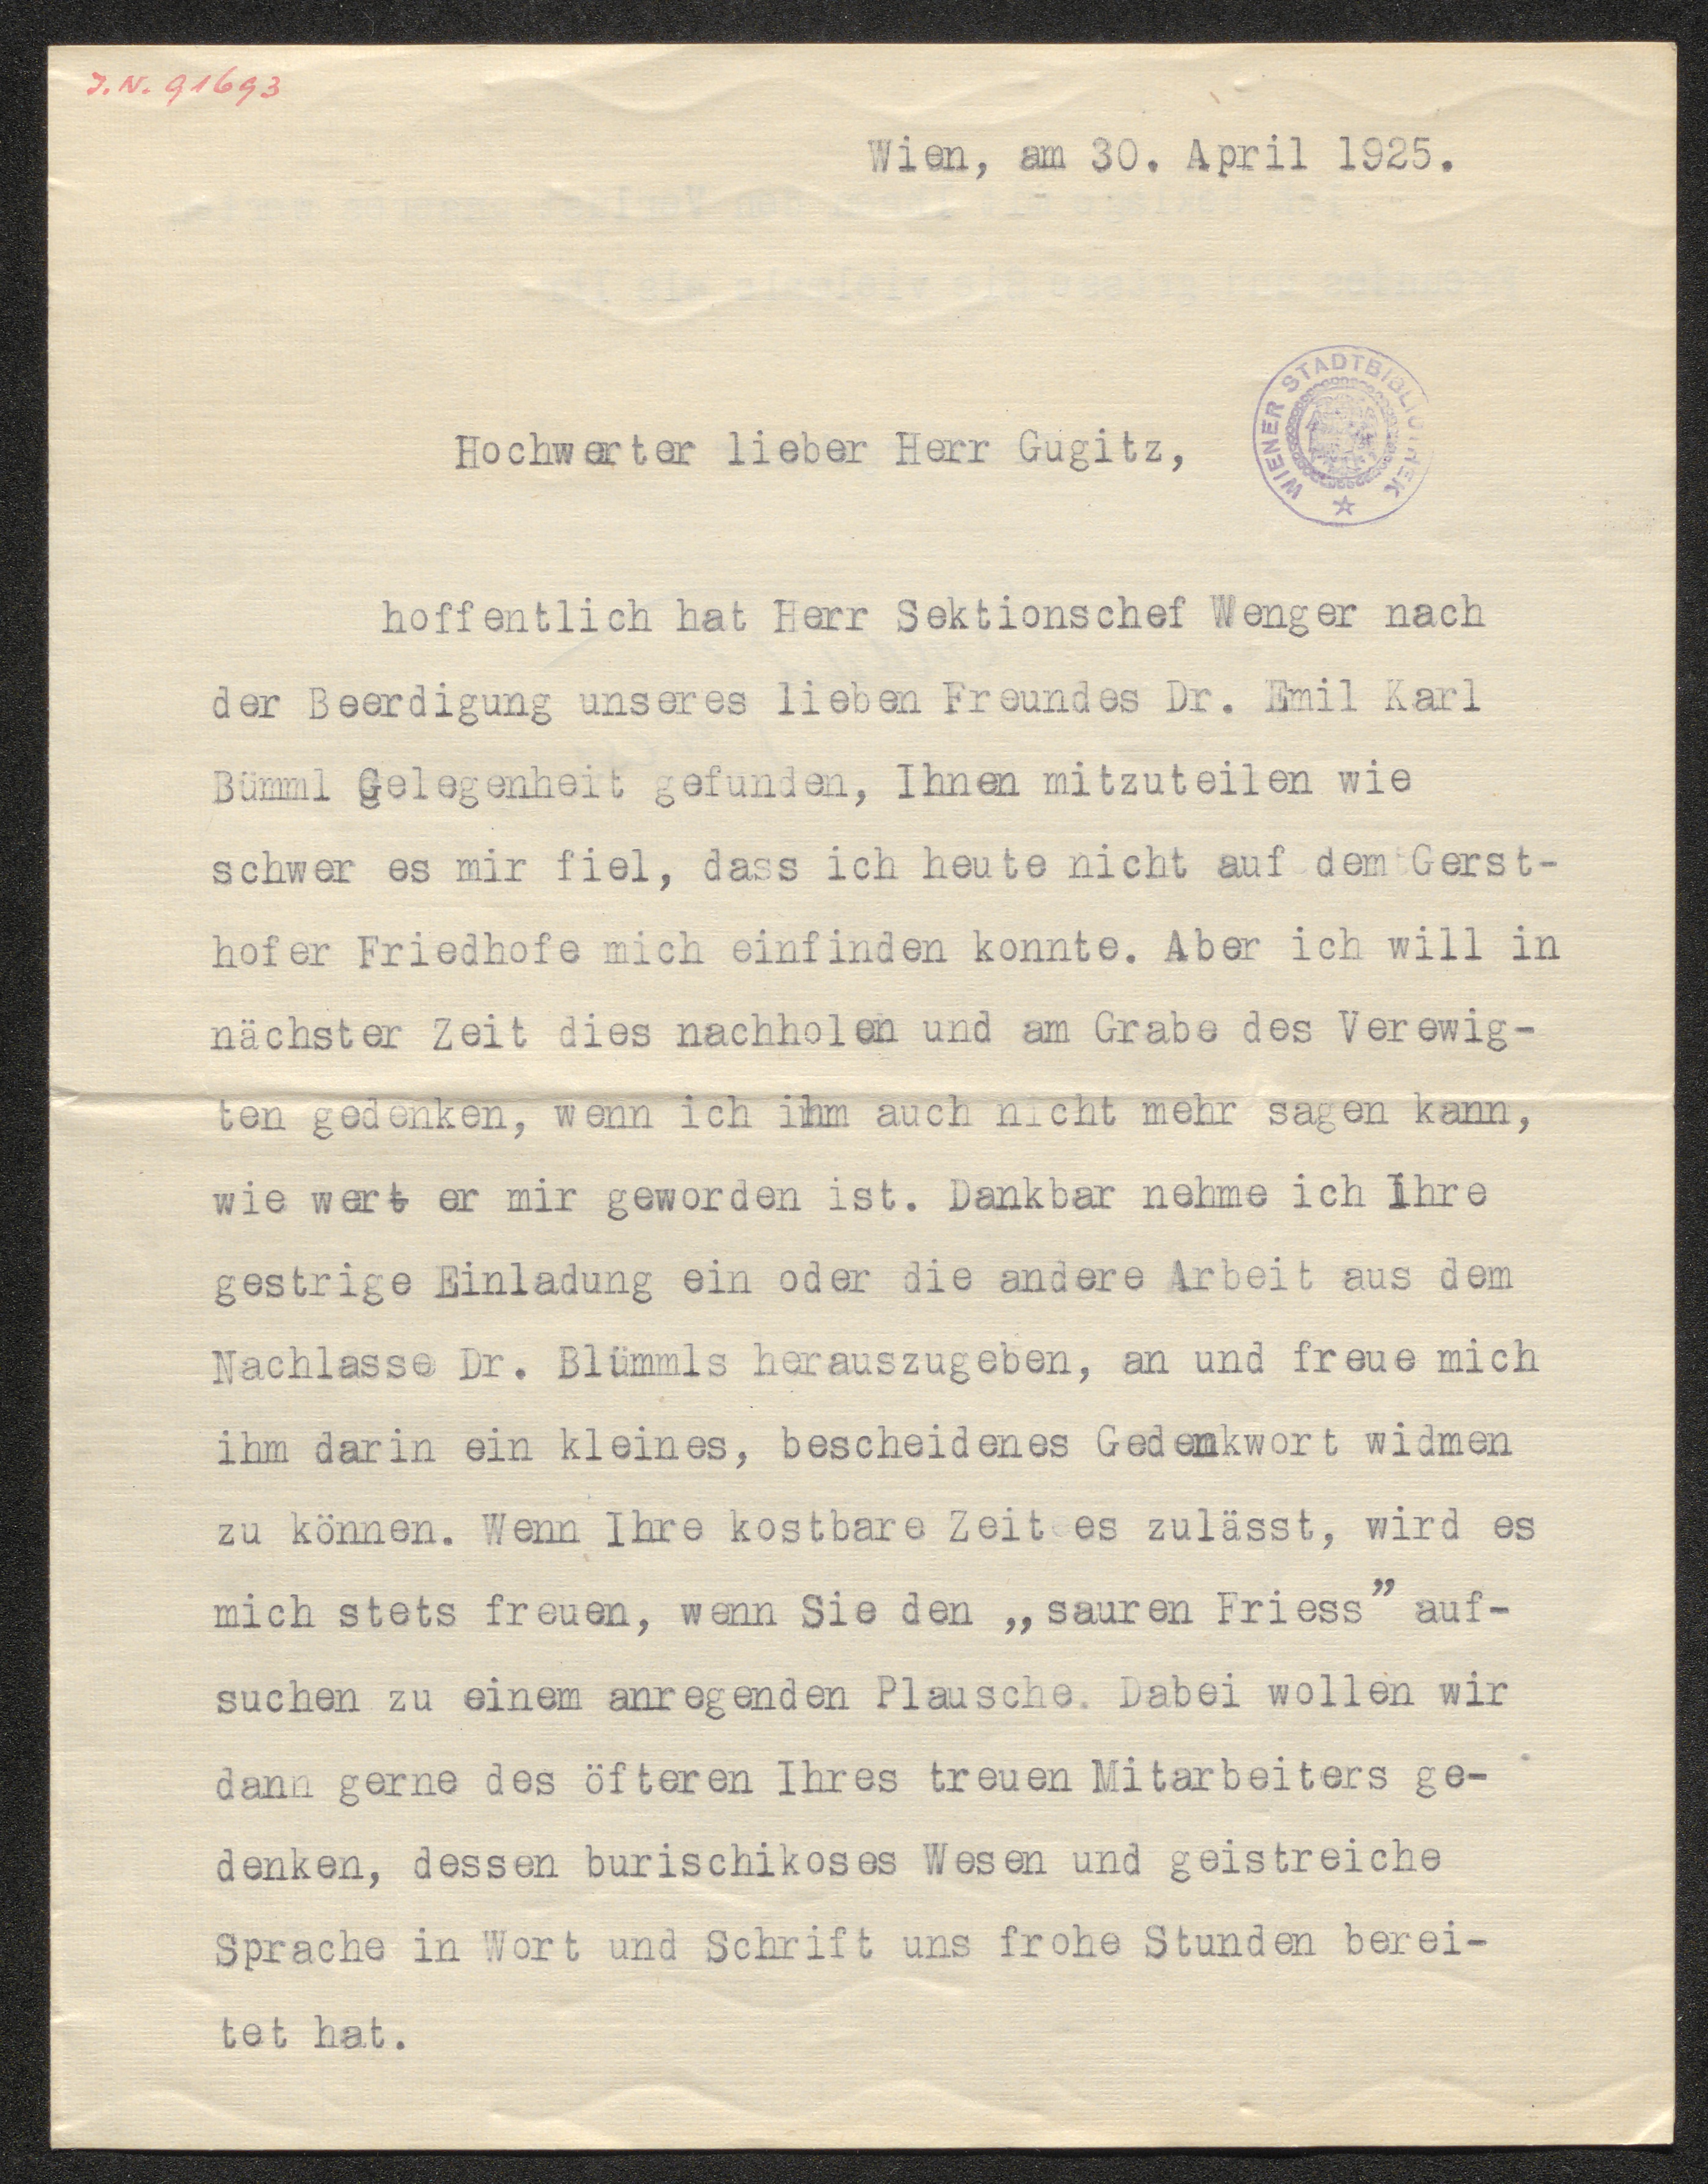 J.N. 91693
Wien, am 30. April 1925.
WIENER STADTBIBLIOTHEK
Hochwerter lieber Herr Gugitz,
hoffentlich hat Herr Sektionschef Wenger nach
der Beerdigung unseres lieben Freundes Dr. Emil Karl
Bümml Gelegenheit gefunden, Ihnen mitzuteilen wie
schwer es mir fiel, dass ich heute nicht auf dem Gerst-
hofer Friedhofe mich einfinden konnte. Aber ich will in
nächster Zeit dies nachholen und am Grabe des Verewig-
ten gedenken, wenn ich ihm auch nicht mehr sagen kann,
wie wert er mir geworden ist. Dankbar nehme ich Ihre
gestrige Einladung ein oder die andere Arbeit aus dem
Nachlasse Dr. Blümmls herauszugeben, an und freue mich
ihm darin ein kleines, bescheidenes Gedenkwort widmen
zu können. Wenn Ihre kostbare Zeit es zulässt, wird es
mich stets freuen, wenn Sie den „sauren Friess” auf-
suchen zu einem anregenden Plausche. Dabei wollen wir
dann gerne des öfteren Ihres treuen Mitarbeiters ge-
denken, dessen burischikoses Wesen und geistreiche
Sprache in Wort und Schrift uns frohe Stunden berei-
tet hat.